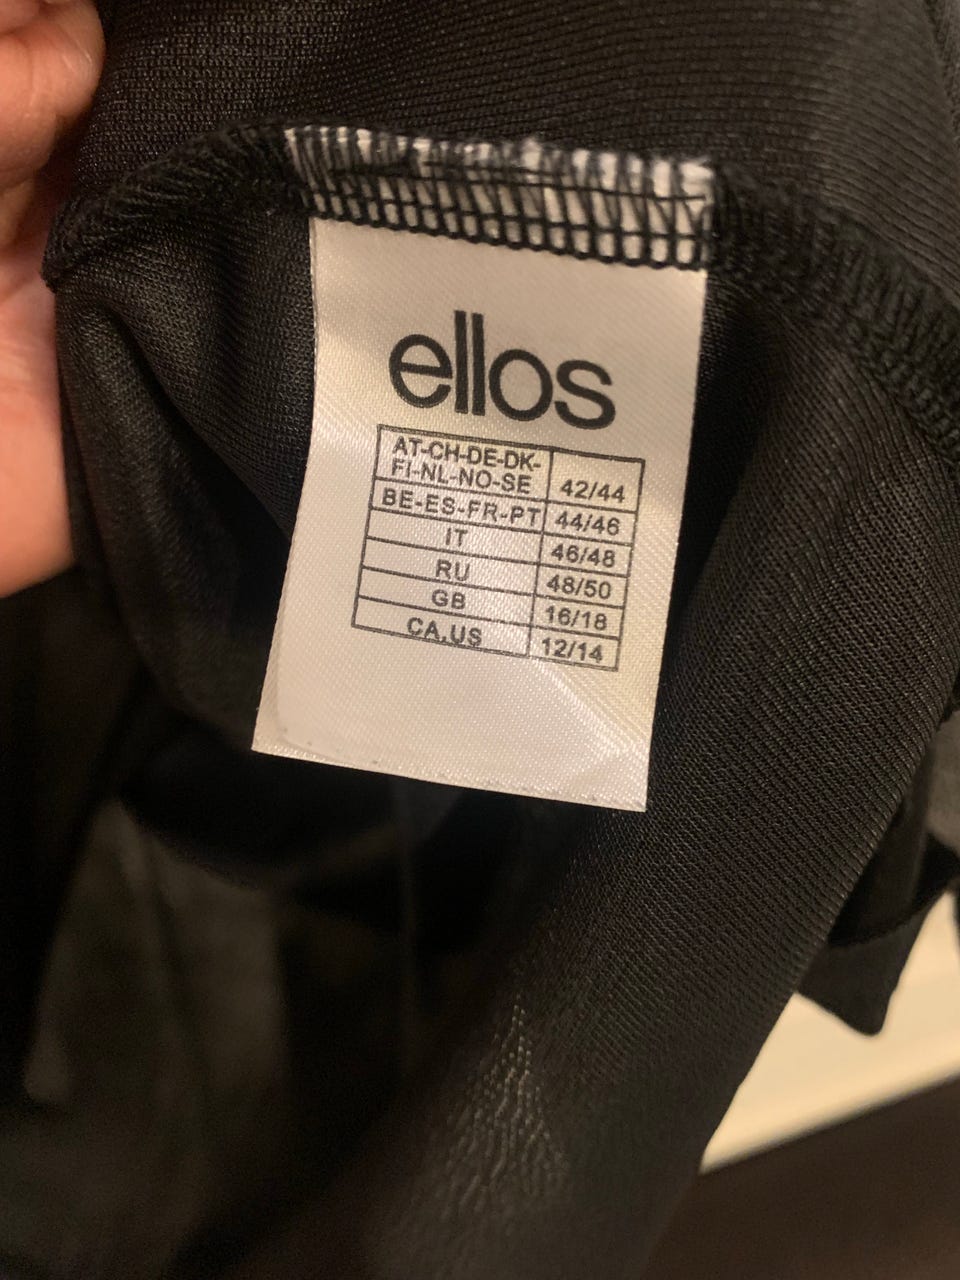 ellos
AT-CH-DE-DK-
FI-NL-NO-SE 42/44
BE-ES-FR-PT 44/46
IT 46/48
RU 48/50
GB 16/18
CA.US 12/14